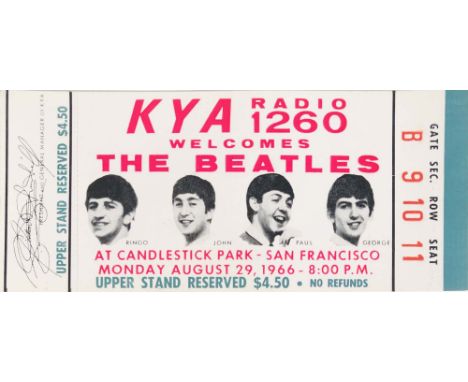 KYA RADIO 1260
WELCOMES
THE BEATLES
RINGO JOHN PAUL GEORGE
AT CANDLESTICK PARK - SAN FRANCISCO
MONDAY AUGUST 29, 1966 - 8:00 P.M.
UPPER STAND RESERVED $4.50 • NO REFUNDS
UPPER STAND RESERVED $4.50
GATE SEC. ROW SEAT
B 9 10 11